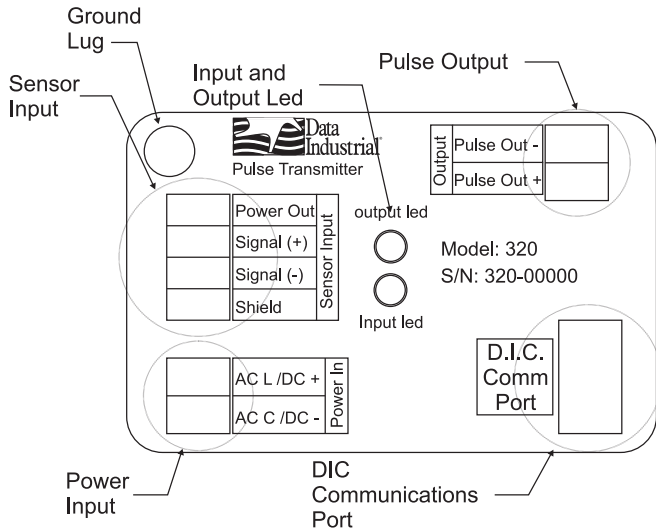 Ground
Lug
Sensor
Input
Input and
Output Led
Pulse Output
Data
Industrial
Pulse Transmitter
Output
Pulse Out -
Pulse Out +
Power Out
Signal (+)
Signal (-)
Shield
Sensor Input
output led
Input led
Model: 320
S/N: 320-00000
AC L /DC +
AC C /DC -
Power In
D.I.C.
Comm
Port
Power
Input
DIC
Communications
Port